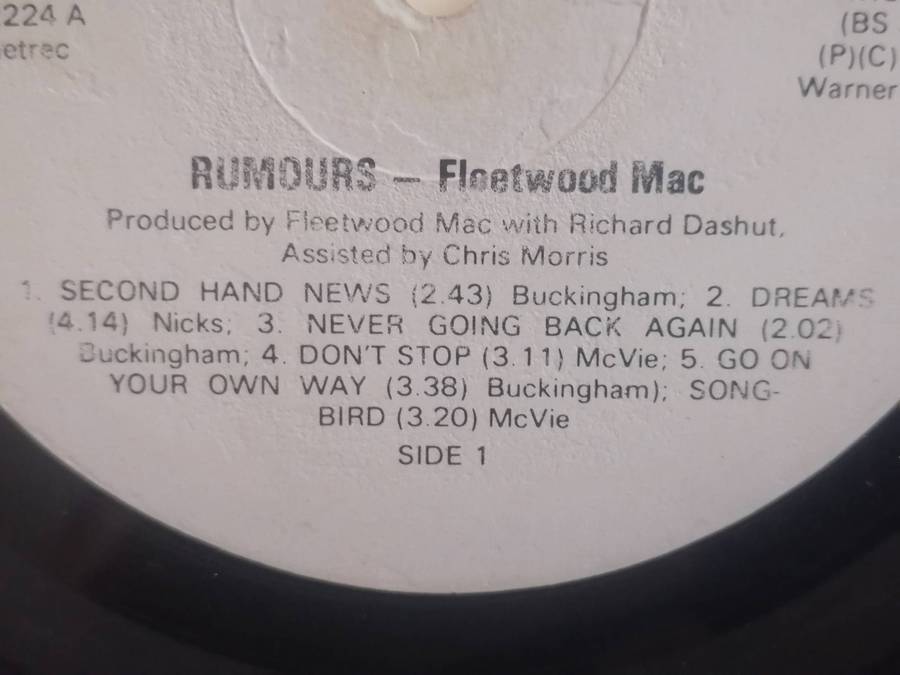 224 A
etrec
(BS
(P)(C)
Warner
RUMOURS — Fleetwood Mac
Produced by Fleetwood Mac with Richard Dashut,
Assisted by Chris Morris
1. SECOND HAND NEWS (2.43) Buckingham; 2. DREAMS
(4.14) Nicks; 3. NEVER GOING BACK AGAIN (2.02)
Buckingham; 4. DON'T STOP (3.11) McVie; 5. GO ON
YOUR OWN WAY (3.38) Buckingham); SONG-
BIRD (3.20) McVie
SIDE 1